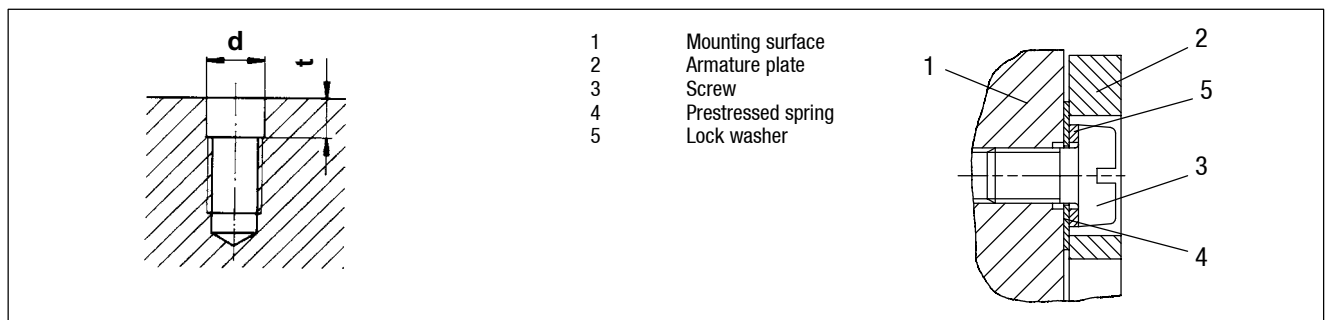 d
t
1 Mounting surface
2 Armature plate
3 Screw
4 Prestressed spring
5 Lock washer
1
2
5
3
4